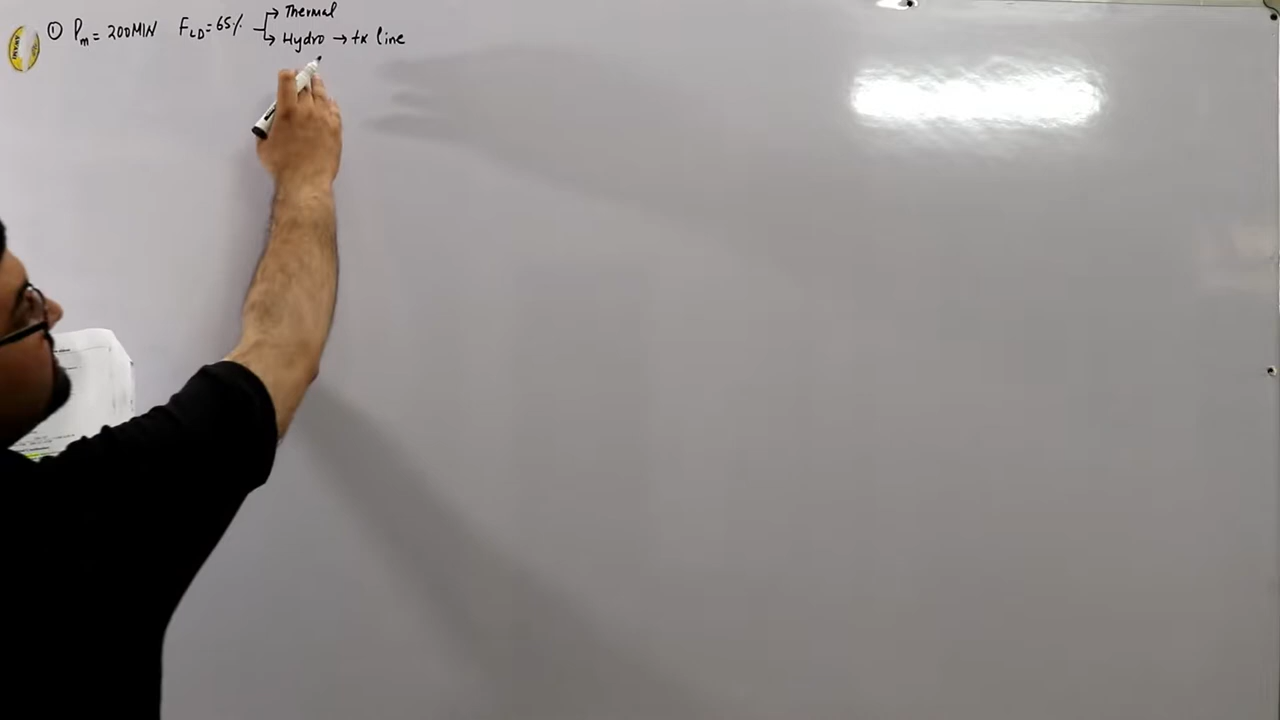 ① Pm = 200MW FLD = 65% → Thermal
→ Hydro → tx line